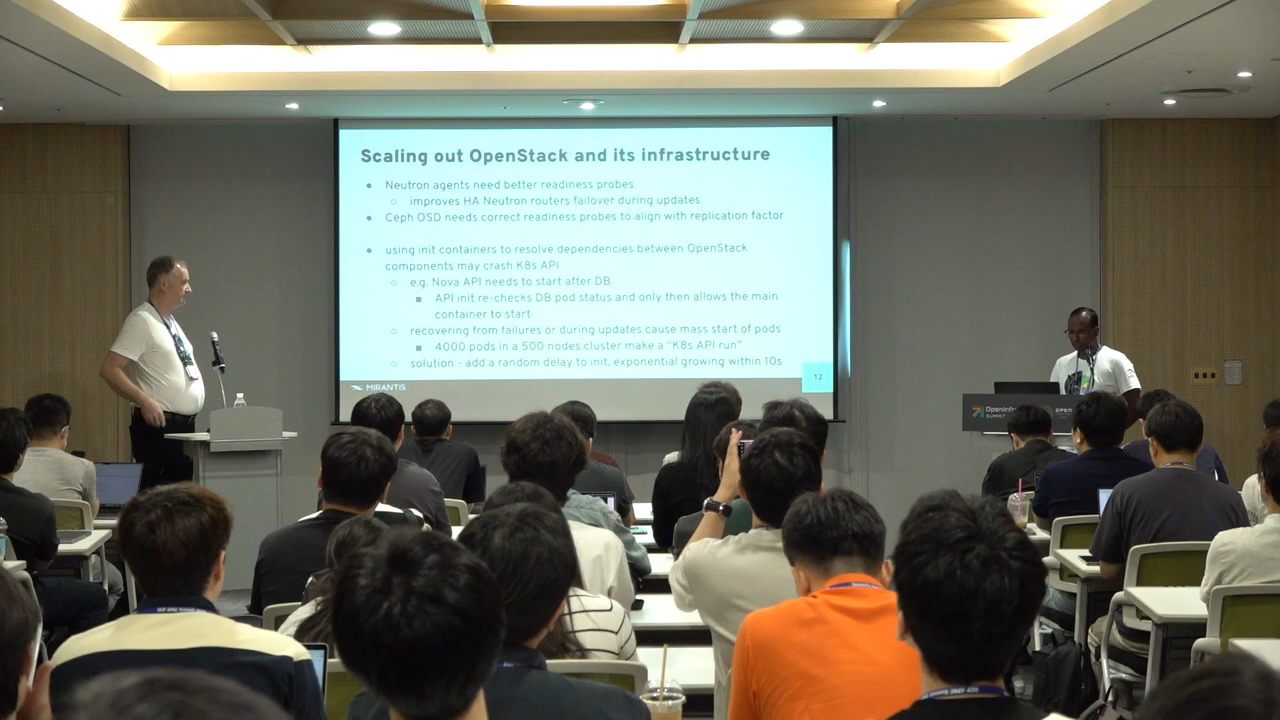 Scaling out OpenStack and its infrastructure
● Neutron agents need better readiness probes
○ improves HA Neutron routers failover during updates
● Ceph OSD needs correct readiness probes to align with replication factor
● using init containers to resolve dependencies between OpenStack
components may crash K8s API
○ e.g. Nova API needs to start after DB
■ API init re-checks DB pod status and only then allows the main
container to start
○ recovering from failures or during updates cause mass start of pods
■ 4000 pods in a 500 nodes cluster make a "K8s API run"
○ solution - add a random delay to init, exponential growing within 10s
MIRANTIS
12
OpenInfra
SUMMIT
OPEN